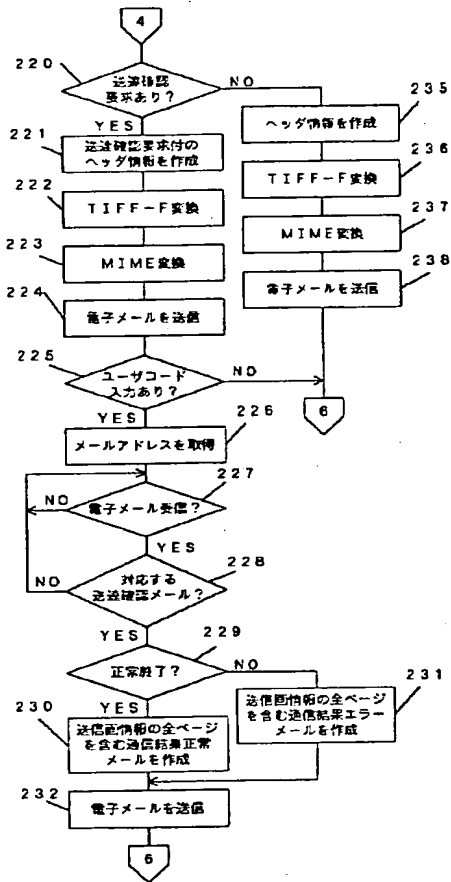 4
220
送達確認
要求あり?
NO
YES
235
ヘッダ情報を作成
221
送達確認要求付の
ヘッダ情報を作成
236
TIFF-F変換
222
TIFF-F変換
237
MIME変換
223
MIME変換
238
電子メールを送信
224
電子メールを送信
225
ユーザコード
入力あり?
NO
6
YES
226
メールアドレスを取得
227
NO
電子メール受信?
YES
228
NO
対応する
送達確認メール?
YES
229
正常終了?
NO
YES
231
送信画情報の全ページ
を含む通信結果エラー
メールを作成
230
送信画情報の全ページ
を含む通信結果正常
メールを作成
232
電子メールを送信
6